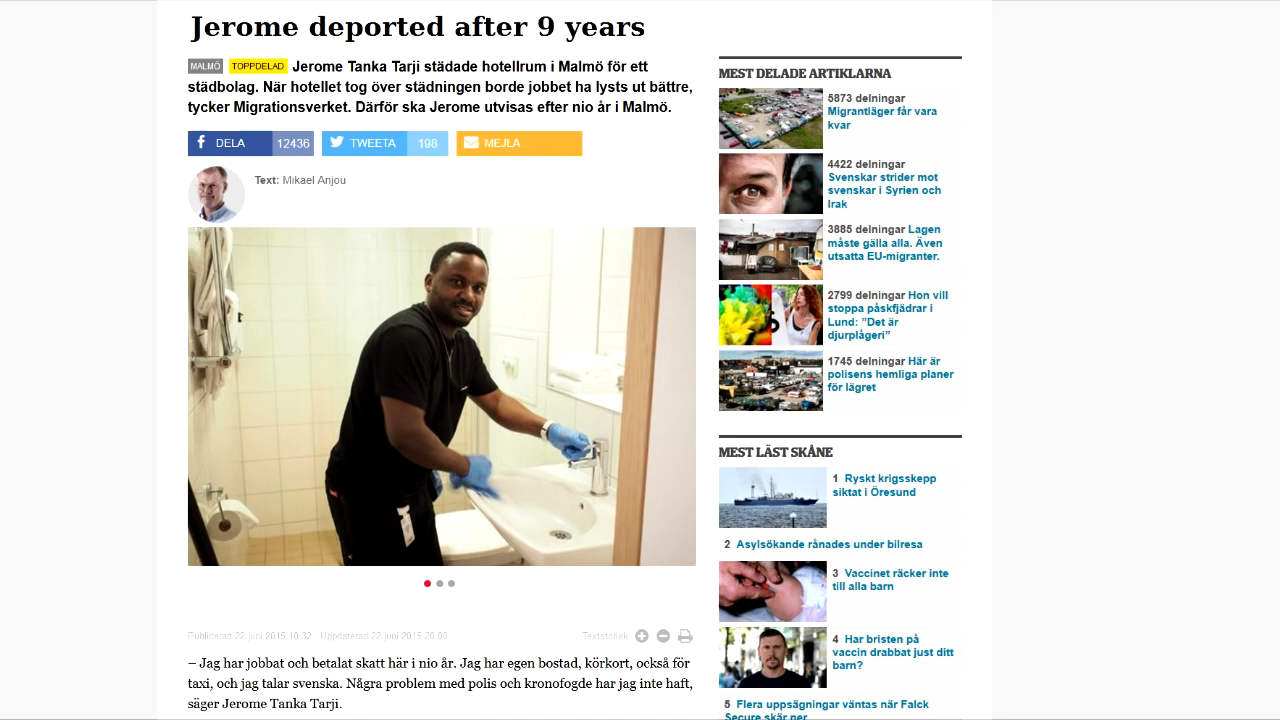 Jerome deported after 9 years
MALMÖ TOPPDELAD Jerome Tanka Tarji städade hotellrum i Malmö för ett
städbolag. När hotellet tog över städningen borde jobbet ha lysts ut bättre,
tycker Migrationsverket. Därför ska Jerome utvisas efter nio år i Malmö.
DELA 12436 TWEETA 198 MEJLA
Text: Mikael Anjou
Publicerad 22 juni 2015 10.32 Uppdaterad 22 juni 2015 20.00 Textstorlek
– Jag har jobbat och betalat skatt här i nio år. Jag har egen bostad, körkort, också för
taxi, och jag talar svenska. Några problem med polis och kronofogde har jag inte haft,
säger Jerome Tanka Tarji.
MEST DELADE ARTIKLARNA
5873 delningar
Migrantläger får vara
kvar
4422 delningar
Svenskar strider mot
svenskar i Syrien och
Irak
3885 delningar Lagen
måste gälla alla. Även
utsatta EU-migranter.
2799 delningar Hon vill
stoppa påskfjädrar i
Lund: ”Det är
djurplågeri”
1745 delningar Här är
polisens hemliga planer
för lägret
MEST LÄST SKÅNE
1 Ryskt krigsskepp
siktat i Öresund
2 Asylsökande rånades under bilresa
3 Vaccinet räcker inte
till alla barn
4 Har bristen på
vaccin drabbat just ditt
barn?
5 Flera uppsägningar väntas när Falck
Secure skär ner